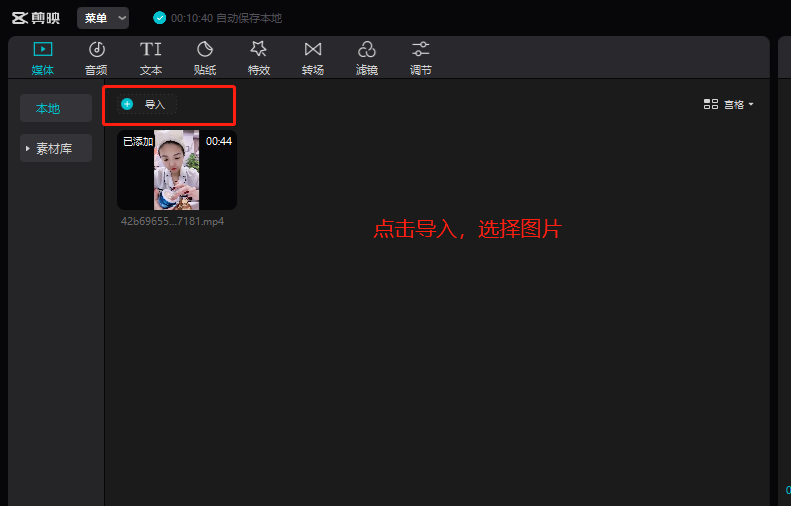 剪映
菜单
00:10:40 自动保存本地
媒体
音频
TI
文本
贴纸
特效
转场
滤镜
调节
本地
导入
宫格
素材库
已添加
00:44
42b69655...7181.mp4
点击导入，选择图片